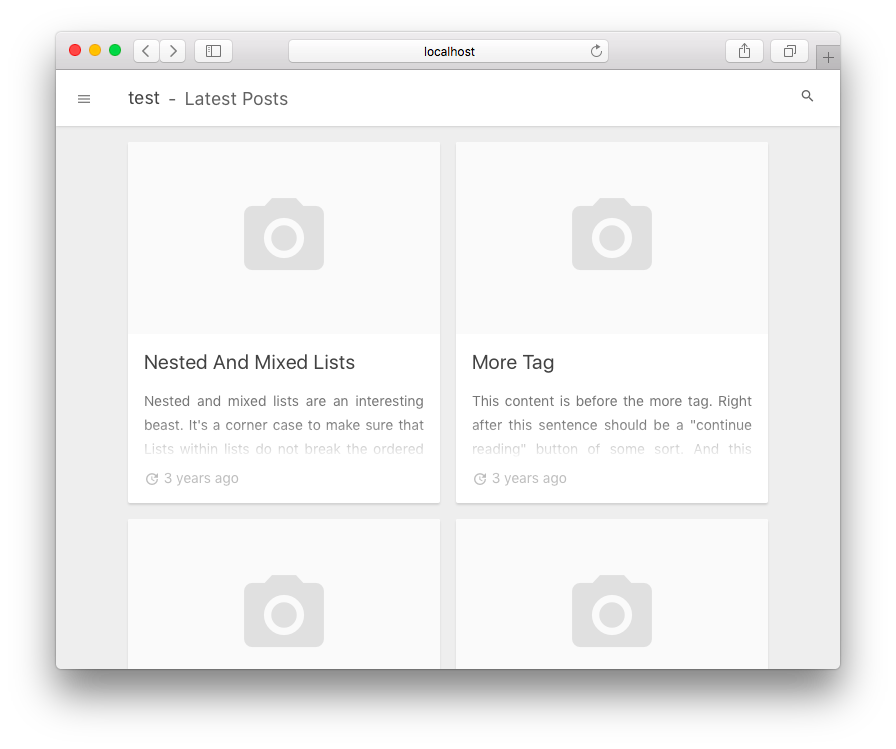 localhost
test - Latest Posts
Nested And Mixed Lists
Nested and mixed lists are an interesting
beast. It's a corner case to make sure that
Lists within lists do not break the ordered
3 years ago
More Tag
This content is before the more tag. Right
after this sentence should be a "continue
reading" button of some sort. And this
3 years ago